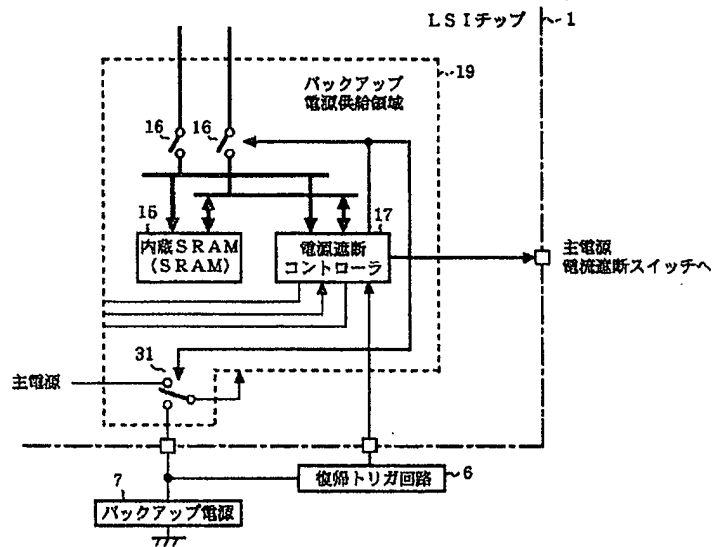 LSIチップ 1
19
バックアップ
電源供給領域
16 16
15 17
内蔵SRAM
(SRAM)
電源遮断
コントローラ
主電源
電流遮断スイッチへ
31
主電源
復帰トリガ回路 6
7
バックアップ電源